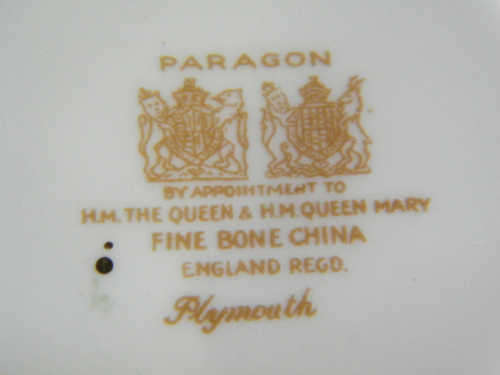 PARAGON
BY APPOINTMENT TO
H.M. THE QUEEN & H.M. QUEEN MARY
FINE BONE CHINA
ENGLAND REGD.
Plymouth